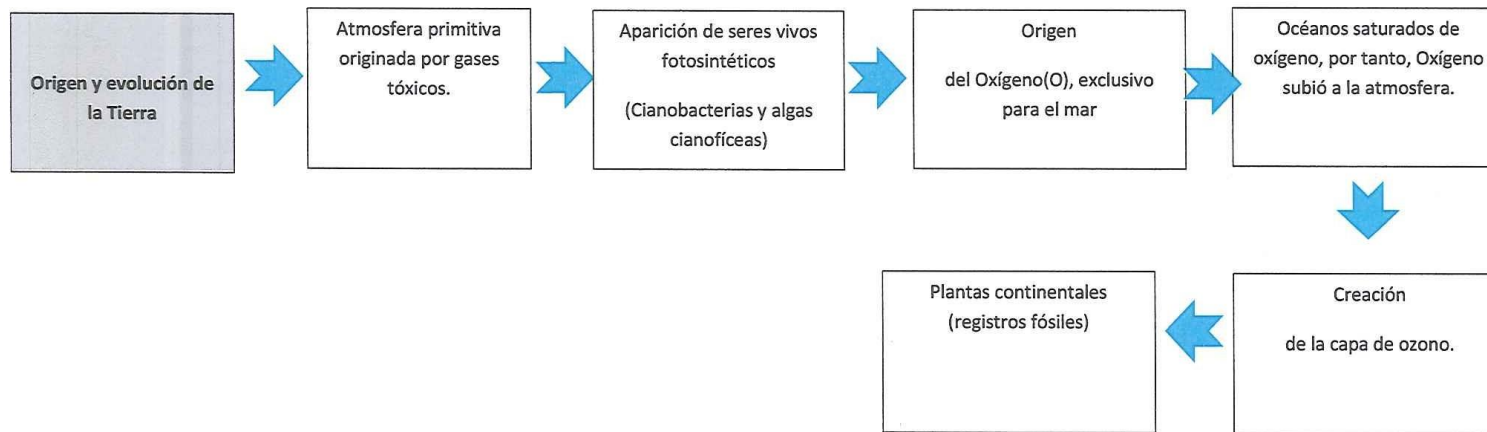 Origen y evolución de
la Tierra
Atmosfera primitiva
originada por gases
tóxicos.
Aparición de seres vivos
fotosintéticos
(Cianobacterias y algas
cianofíceas)
Origen
del Oxígeno(O), exclusivo
para el mar
Océanos saturados de
oxígeno, por tanto, Oxígeno
subió a la atmosfera.
Creación
de la capa de ozono.
Plantas continentales
(registros fósiles)